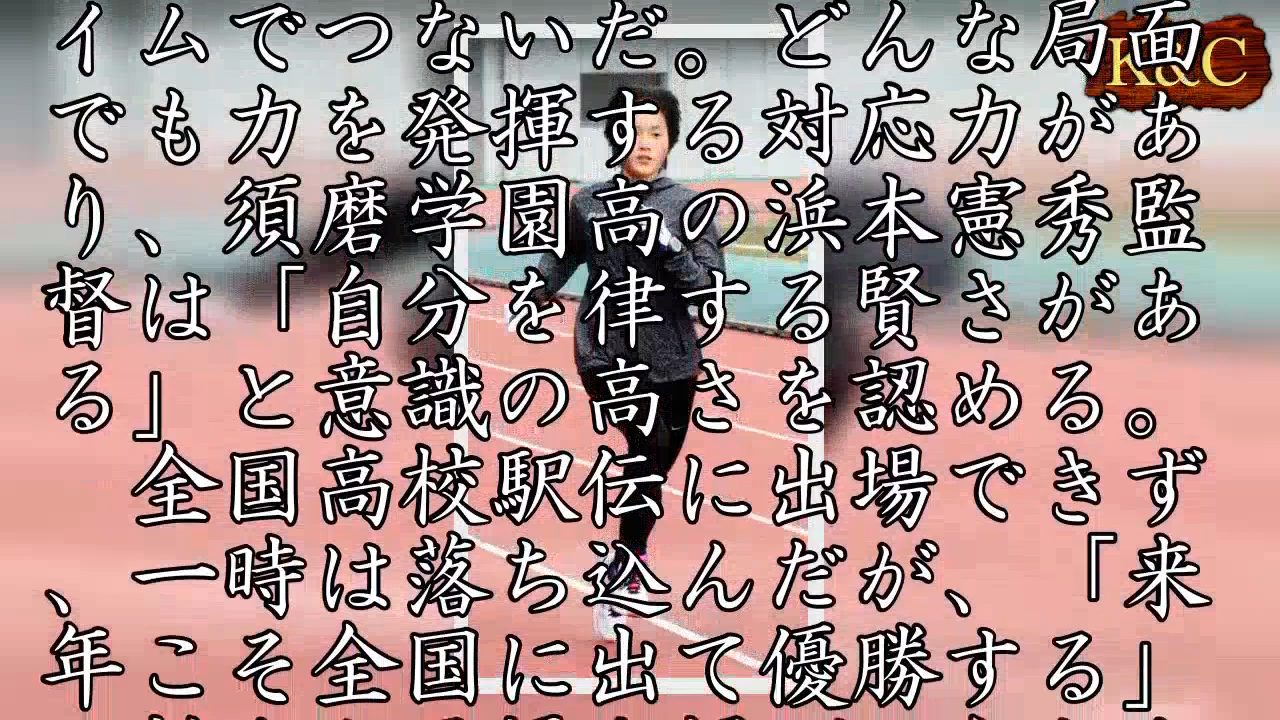 イムでつないだ。どんな局面
K&C
でも力を発揮する対応力があ
り、須磨学園高の浜本憲秀監
督は「自分を律する賢さがあ
る」と意識の高さを認める。
　全国高校駅伝に出場できず
、一時は落ち込んだが、「来
年こそ全国に出て優勝する」